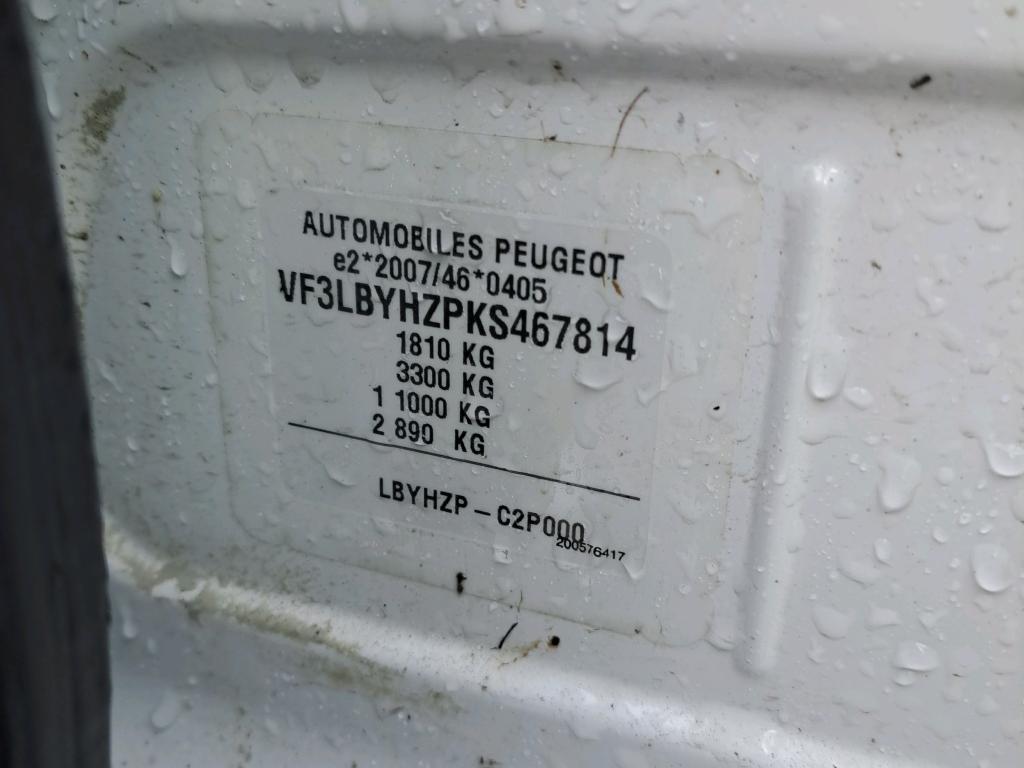 AUTOMOBILES PEUGEOT
e2*2007/46*0405
VF3LBYHZPKS467814
1810 KG
3300 KG
1 1000 KG
2 890 KG
LBYHZP - C2P000
200576417